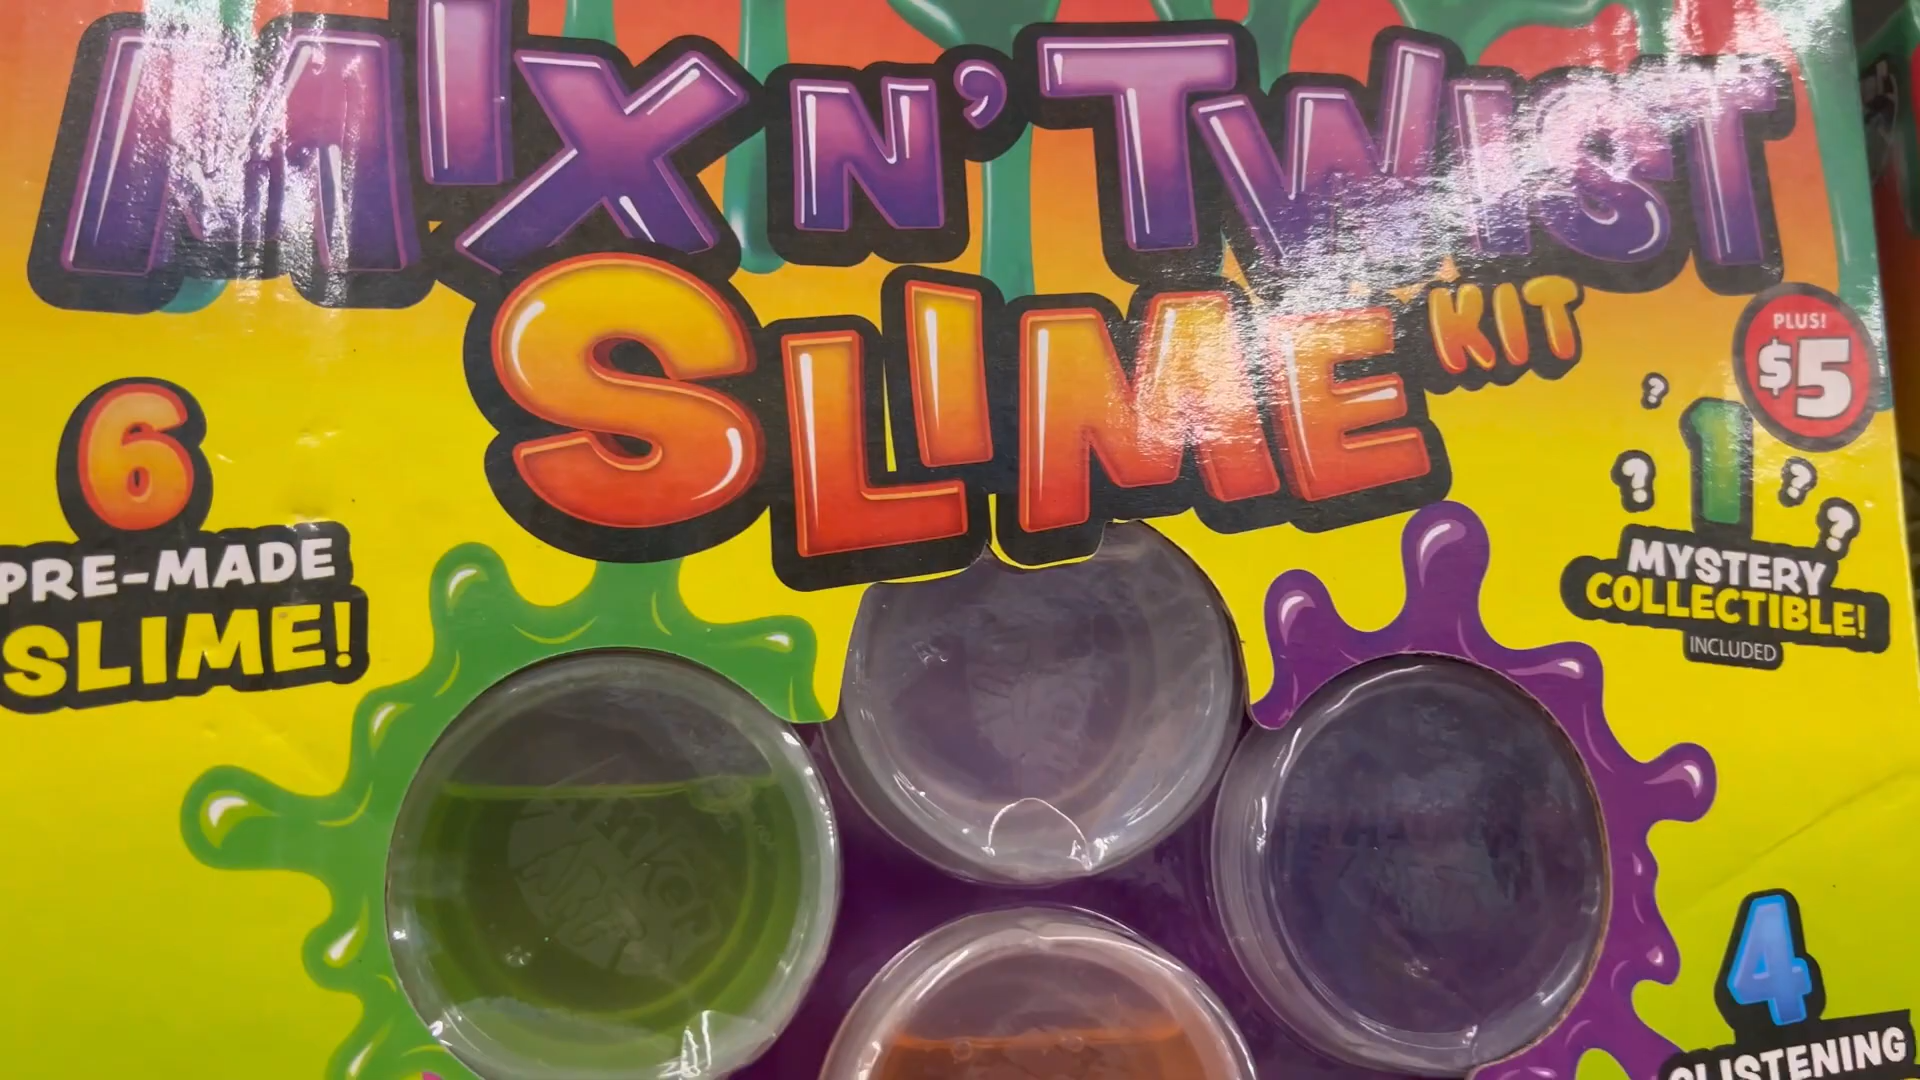 MIX N' TWIST
SLIME KIT
PLUS!
$5
6
PRE-MADE
SLIME!
? ? ? ?
1
MYSTERY
COLLECTIBLE!
INCLUDED
4
GLISTENING